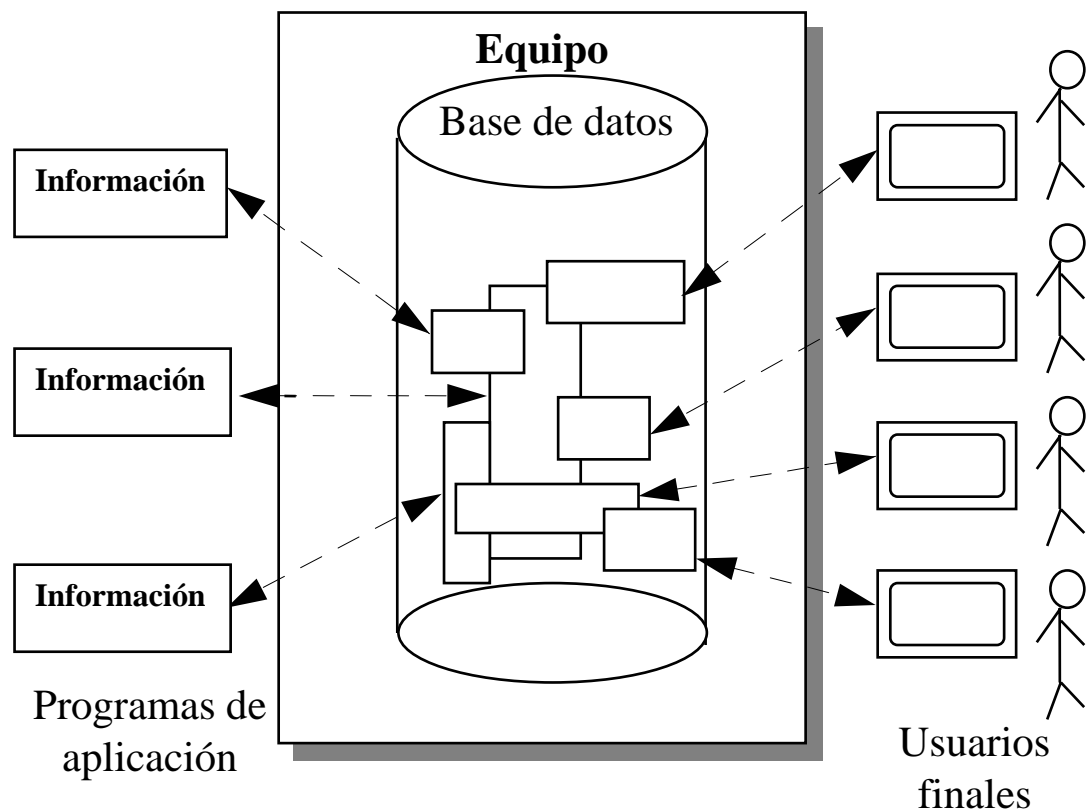 Equipo
Base de datos
Información
Información
Información
Programas de
aplicación
Usuarios
finales